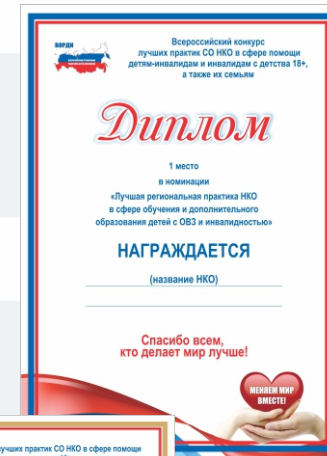 ВОРДИ
Всероссийский конкурс
лучших практик СО НКО в сфере помощи
детям-инвалидам и инвалидам с детства 18+,
а также их семьям
Диплом
1 место
в номинации
«Лучшая региональная практика НКО
в сфере обучения и дополнительного
образования детей с ОВЗ и инвалидностью»
НАГРАЖДАЕТСЯ
(название НКО)
Спасибо всем,
кто делает мир лучше!
МЕНЯЕМ МИР
ВМЕСТЕ!
практик СО НКО в сфере помощи